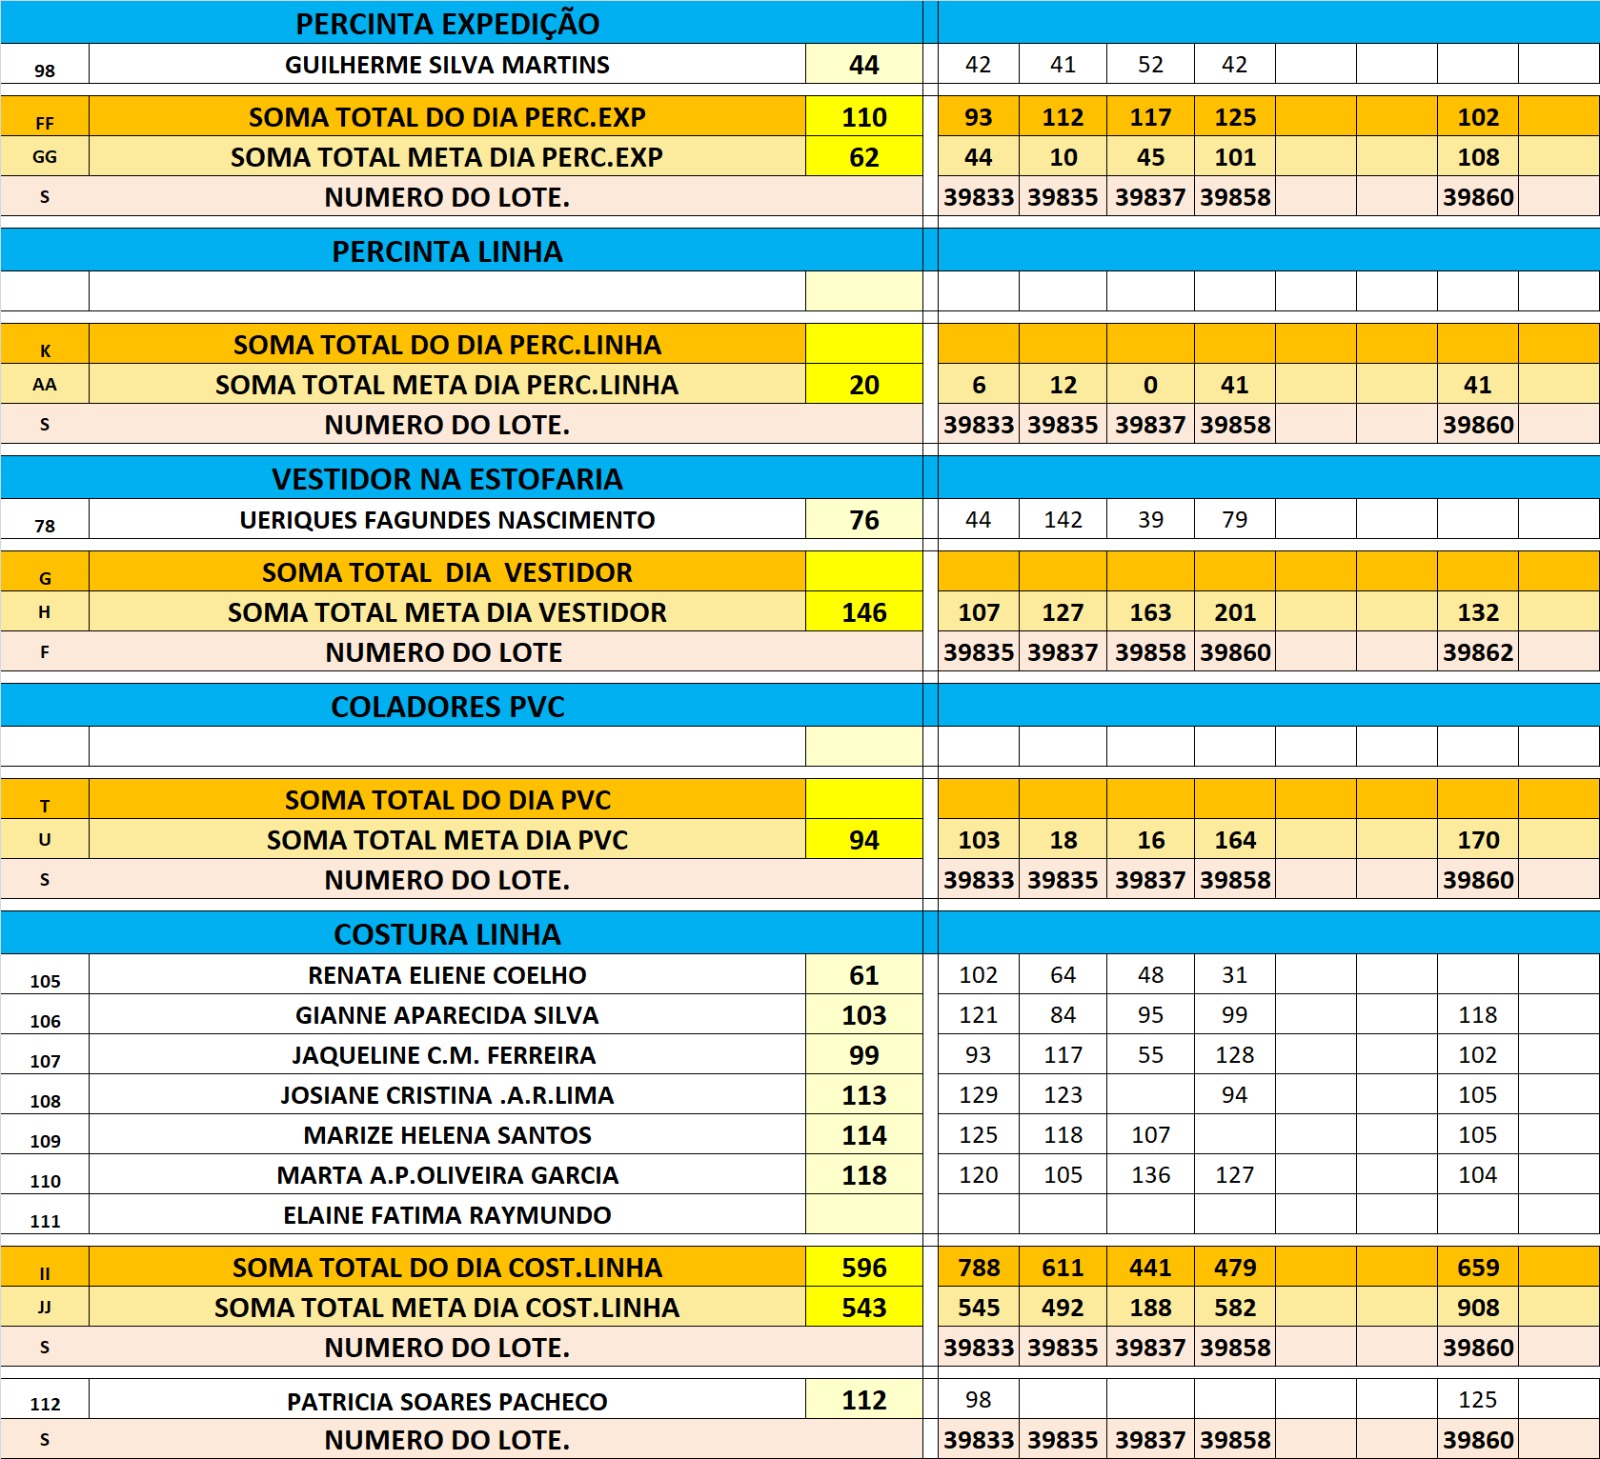 PERCINTA EXPEDIÇÃO
98 GUILHERME SILVA MARTINS 44 42 41 52 42
FF SOMA TOTAL DO DIA PERC.EXP 110 93 112 117 125 102
GG SOMA TOTAL META DIA PERC.EXP 62 44 10 45 101 108
S NUMERO DO LOTE. 39833 39835 39837 39858 39860
PERCINTA LINHA
K SOMA TOTAL DO DIA PERC.LINHA
AA SOMA TOTAL META DIA PERC.LINHA 20 6 12 0 41 41
S NUMERO DO LOTE. 39833 39835 39837 39858 39860
VESTIDOR NA ESTOFARIA
78 UERIQUES FAGUNDES NASCIMENTO 76 44 142 39 79
G SOMA TOTAL DIA VESTIDOR
H SOMA TOTAL META DIA VESTIDOR 146 107 127 163 201 132
F NUMERO DO LOTE 39835 39837 39858 39860 39862
COLADORES PVC
T SOMA TOTAL DO DIA PVC
U SOMA TOTAL META DIA PVC 94 103 18 16 164 170
S NUMERO DO LOTE. 39833 39835 39837 39858 39860
COSTURA LINHA
105 RENATA ELIENE COELHO 61 102 64 48 31
106 GIANNE APARECIDA SILVA 103 121 84 95 99 118
107 JAQUELINE C.M. FERREIRA 99 93 117 55 128 102
108 JOSIANE CRISTINA .A.R.LIMA 113 129 123 94 105
109 MARIZE HELENA SANTOS 114 125 118 107 105
110 MARTA A.P.OLIVEIRA GARCIA 118 120 105 136 127 104
111 ELAINE FATIMA RAYMUNDO
II SOMA TOTAL DO DIA COST.LINHA 596 788 611 441 479 659
JJ SOMA TOTAL META DIA COST.LINHA 543 545 492 188 582 908
S NUMERO DO LOTE. 39833 39835 39837 39858 39860
112 PATRICIA SOARES PACHECO 112 98 125
S NUMERO DO LOTE. 39833 39835 39837 39858 39860